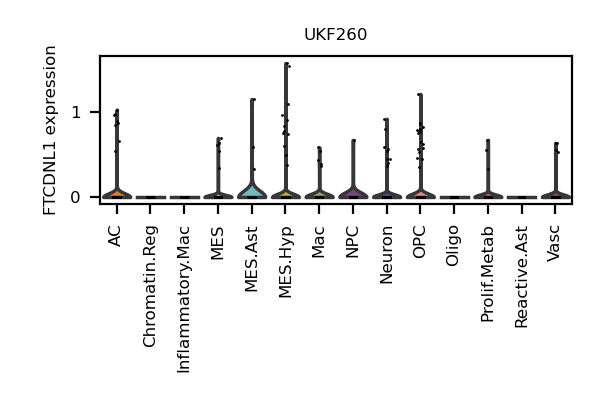 UKF260
FTCDNL1 expression
1
0
AC
Chromatin.Reg
Inflammatory.Mac
MES
MES.Ast
MES.Hyp
Mac
NPC
Neuron
OPC
Oligo
Prolif.Metab
Reactive.Ast
Vasc